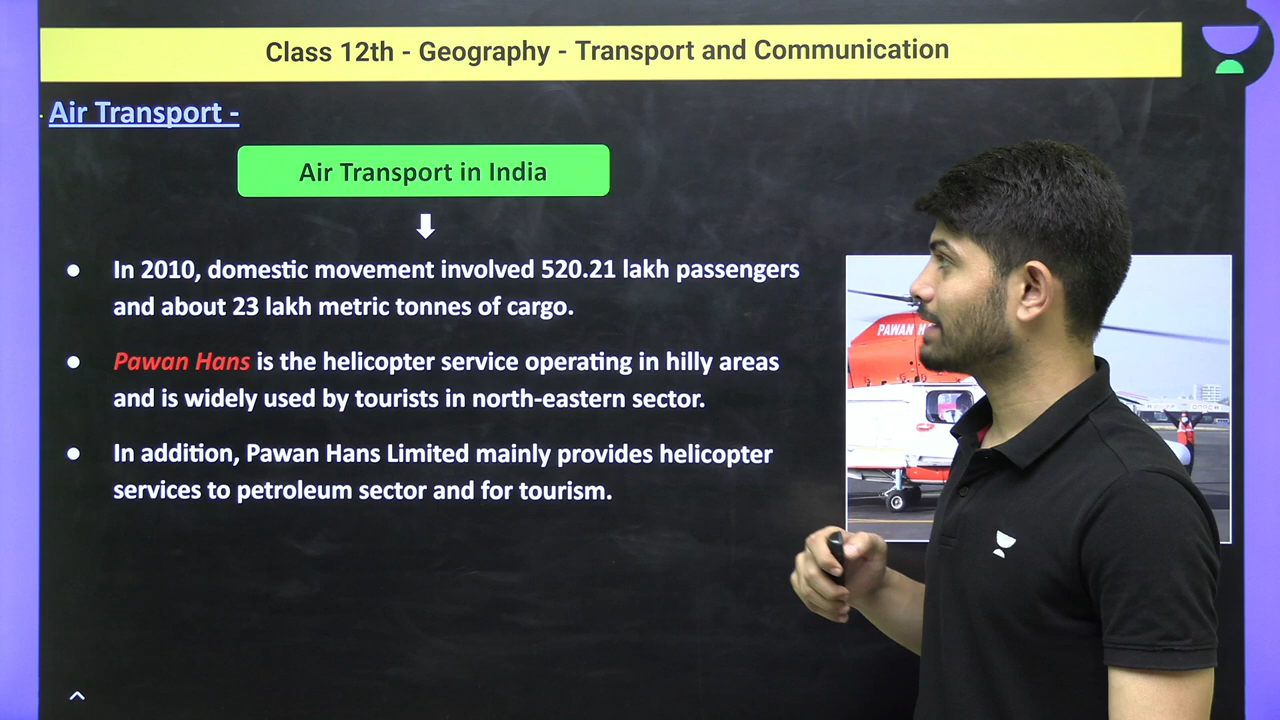 Class 12th - Geography - Transport and Communication
Air Transport -
Air Transport in India
● In 2010, domestic movement involved 520.21 lakh passengers
and about 23 lakh metric tonnes of cargo.
● Pawan Hans is the helicopter service operating in hilly areas
and is widely used by tourists in north-eastern sector.
● In addition, Pawan Hans Limited mainly provides helicopter
services to petroleum sector and for tourism.
PAWAN H